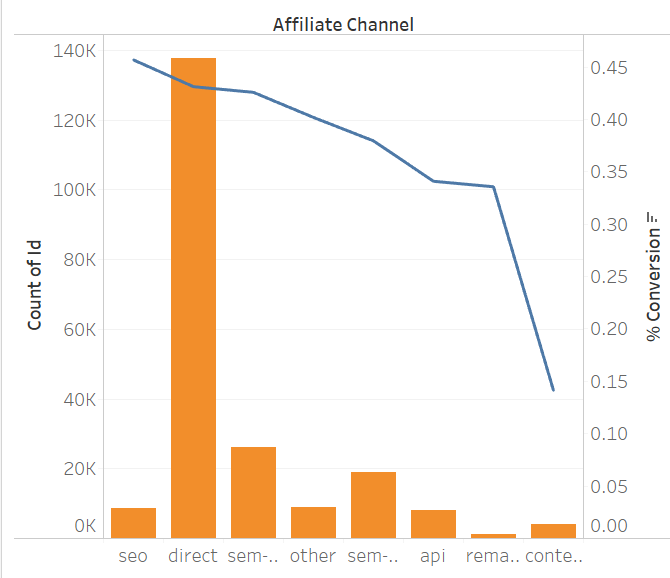 Affiliate Channel
140K
120K
100K
80K
60K
40K
20K
0K
Count of Id
0.45
0.40
0.35
0.30
0.25
0.20
0.15
0.10
0.05
0.00
% Conversion
seo direct sem-.. other sem-.. api rema.. conte..